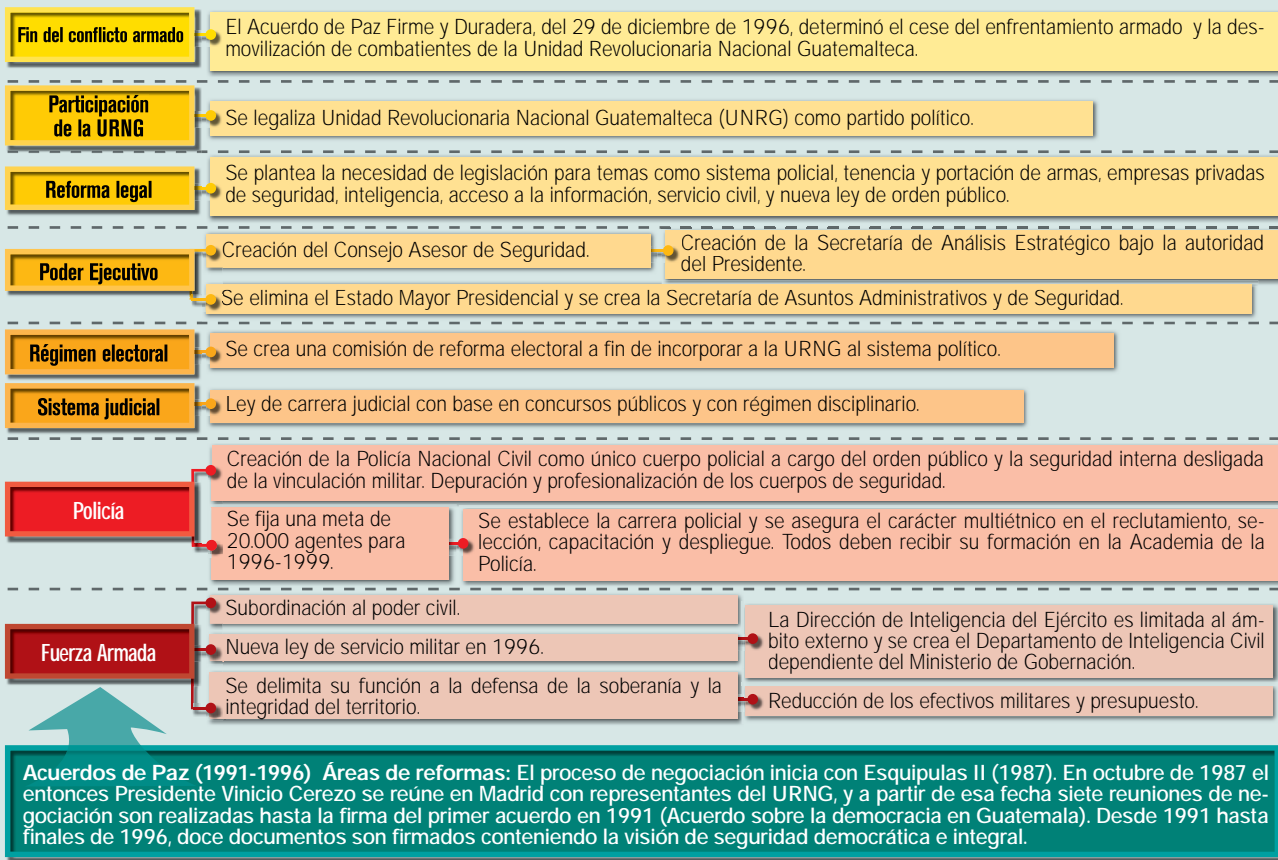 Fin del conflicto armado
El Acuerdo de Paz Firme y Duradera, del 29 de diciembre de 1996, determinó el cese del enfrentamiento armado y la des-
movilización de combatientes de la Unidad Revolucionaria Nacional Guatemalteca.
Participación
de la URNG
Se legaliza Unidad Revolucionaria Nacional Guatemalteca (UNRG) como partido político.
Reforma legal
Se plantea la necesidad de legislación para temas como sistema policial, tenencia y portación de armas, empresas privadas
de seguridad, inteligencia, acceso a la información, servicio civil, y nueva ley de orden público.
Poder Ejecutivo
Creación del Consejo Asesor de Seguridad.
Creación de la Secretaría de Análisis Estratégico bajo la autoridad
del Presidente.
Se elimina el Estado Mayor Presidencial y se crea la Secretaría de Asuntos Administrativos y de Seguridad.
Régimen electoral
Se crea una comisión de reforma electoral a fin de incorporar a la URNG al sistema político.
Sistema judicial
Ley de carrera judicial con base en concursos públicos y con régimen disciplinario.
Policía
Creación de la Policía Nacional Civil como único cuerpo policial a cargo del orden público y la seguridad interna desligada
de la vinculación militar. Depuración y profesionalización de los cuerpos de seguridad.
Se fija una meta de
20.000 agentes para
1996-1999.
Se establece la carrera policial y se asegura el carácter multiétnico en el reclutamiento, se-
lección, capacitación y despliegue. Todos deben recibir su formación en la Academia de la
Policía.
Fuerza Armada
Subordinación al poder civil.
Nueva ley de servicio militar en 1996.
La Dirección de Inteligencia del Ejército es limitada al ám-
bito externo y se crea el Departamento de Inteligencia Civil
dependiente del Ministerio de Gobernación.
Se delimita su función a la defensa de la soberanía y la
integridad del territorio.
Reducción de los efectivos militares y presupuesto.
Acuerdos de Paz (1991-1996) Áreas de reformas: El proceso de negociación inicia con Esquipulas II (1987). En octubre de 1987 el
entonces Presidente Vinicio Cerezo se reúne en Madrid con representantes del URNG, y a partir de esa fecha siete reuniones de ne-
gociación son realizadas hasta la firma del primer acuerdo en 1991 (Acuerdo sobre la democracia en Guatemala). Desde 1991 hasta
finales de 1996, doce documentos son firmados conteniendo la visión de seguridad democrática e integral.